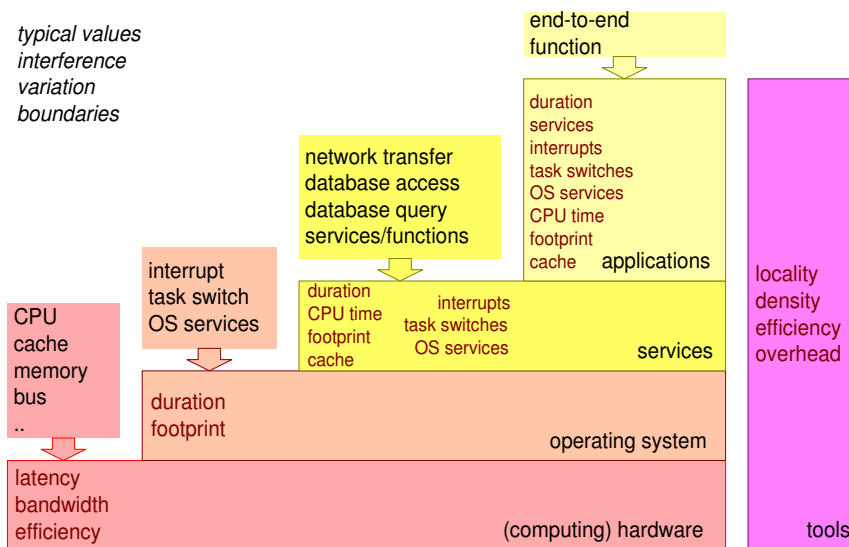 typical values
interference
variation
boundaries
end-to-end
function
duration
services
interrupts
task switches
OS services
CPU time
footprint
cache
applications
network transfer
database access
database query
services/functions
duration
CPU time
footprint
cache
interrupts
task switches
OS services
services
interrupt
task switch
OS services
duration
footprint
operating system
CPU
cache
memory
bus
..
latency
bandwidth
efficiency
(computing) hardware
locality
density
efficiency
overhead
tools